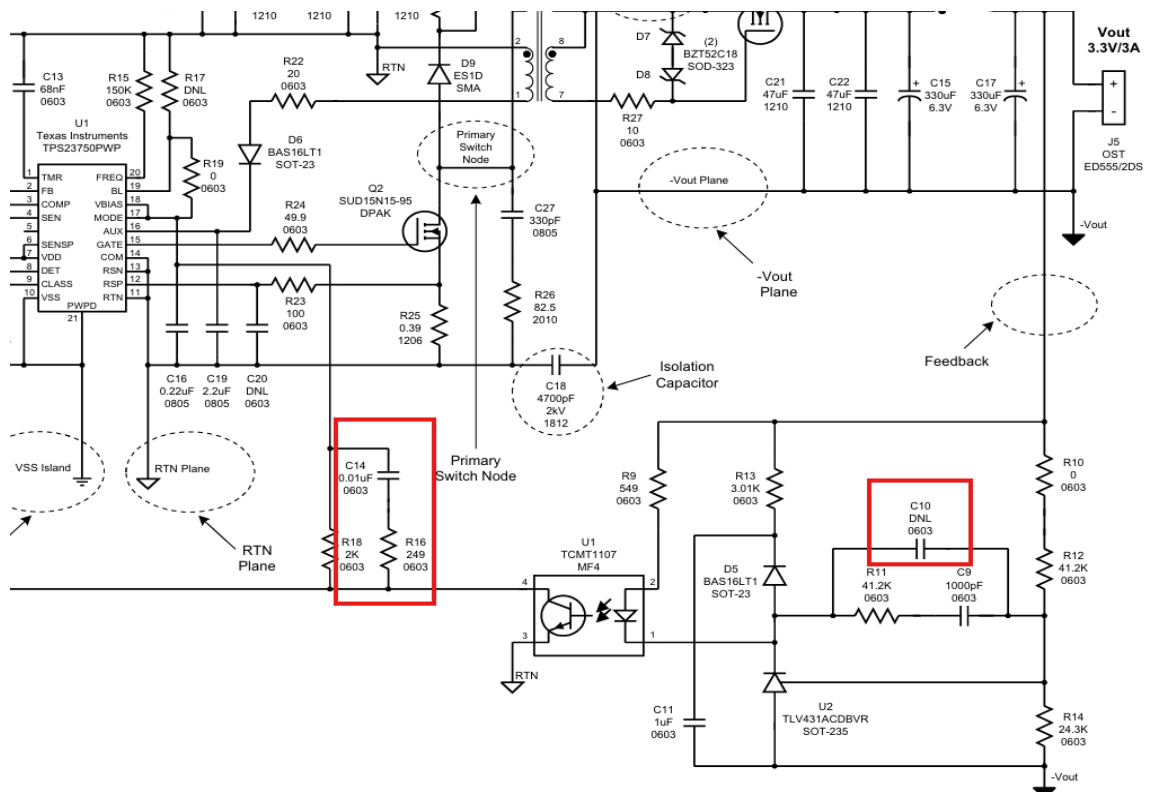 1210
1210
1210
C13
68nF
0603
R15
150K
0603
R17
DNL
0603
R22
20
0603
RTN
D9
ES1D
SMA
2
1
8
7
D7
D8
(2)
BZT52C18
SOD-323
R27
10
0603
C21
47uF
1210
C22
47uF
1210
+
C15
330uF
6.3V
+
C17
330uF
6.3V
Vout
3.3V/3A
+
-
J5
OST
ED555/2DS
U1
Texas Instruments
TPS23750PWP
1 TMR
2 FB
3 COMP
4 SEN
5
6 SENSP
7 VDD
8 DET
9 CLASS
10 VSS
FREQ 20
BL 19
VBIAS 18
MODE 17
AUX 16
GATE 15
COM 14
RSN 13
RSP 12
RTN 11
PWPD
21
R19
0
0603
D6
BAS16LT1
SOT-23
R24
49.9
0603
Q2
SUD15N15-95
DPAK
Primary
Switch
Node
C27
330pF
0805
-Vout Plane
-Vout
Plane
-Vout
R23
100
0603
R25
0.39
1206
R26
82.5
2010
C16
0.22uF
0805
C19
2.2uF
0805
C20
DNL
0603
C18
4700pF
2kV
1812
Isolation
Capacitor
Feedback
VSS Island
RTN Plane
RTN
Plane
Primary
Switch Node
C14
0.01uF
0603
R18
2K
0603
R16
249
0603
R9
549
0603
R13
3.01K
0603
R10
0
0603
C10
DNL
0603
R11
41.2K
0603
C9
1000pF
0603
R12
41.2K
0603
U1
TCMT1107
MF4
4
3
2
1
RTN
D5
BAS16LT1
SOT-23
C11
1uF
0603
U2
TLV431ACDBVR
SOT-235
R14
24.3K
0603
-Vout